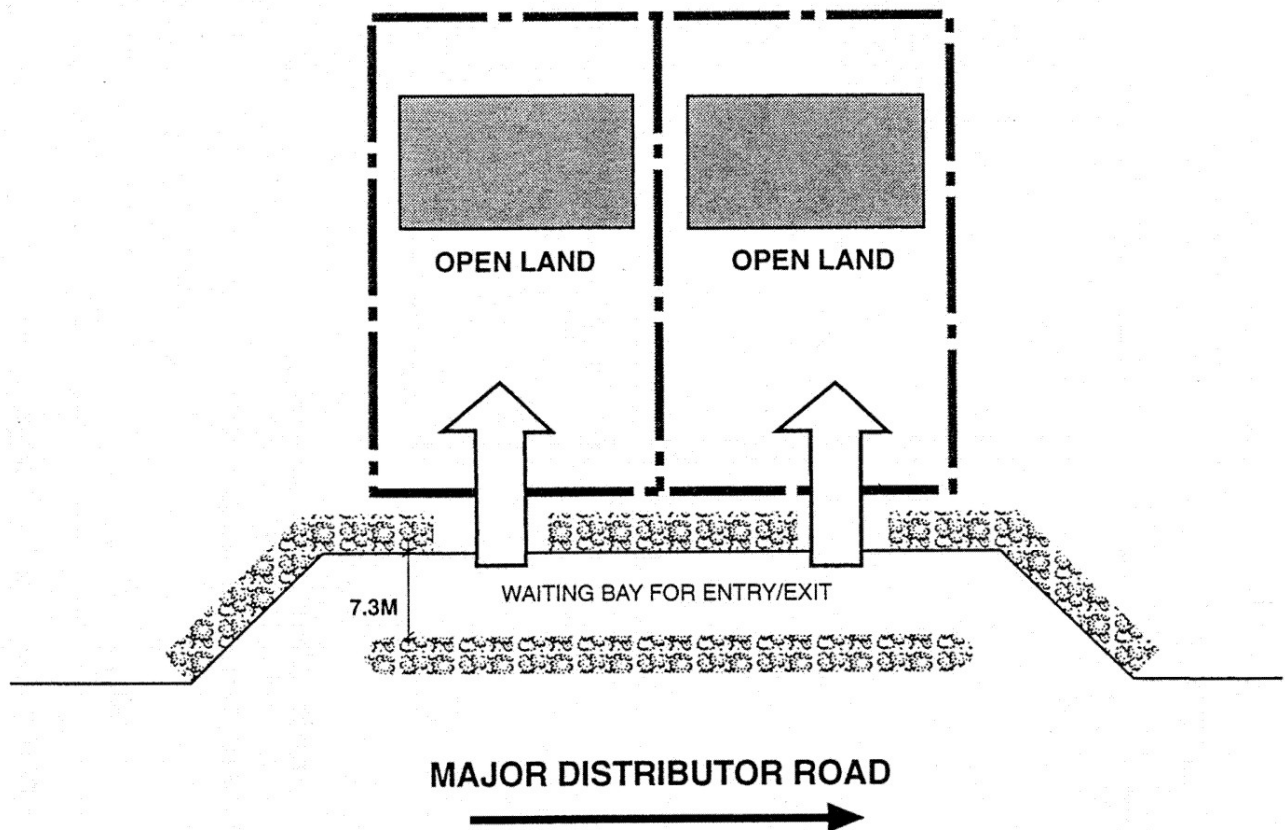 OPEN LAND
OPEN LAND
WAITING BAY FOR ENTRY/EXIT
7.3M
MAJOR DISTRIBUTOR ROAD